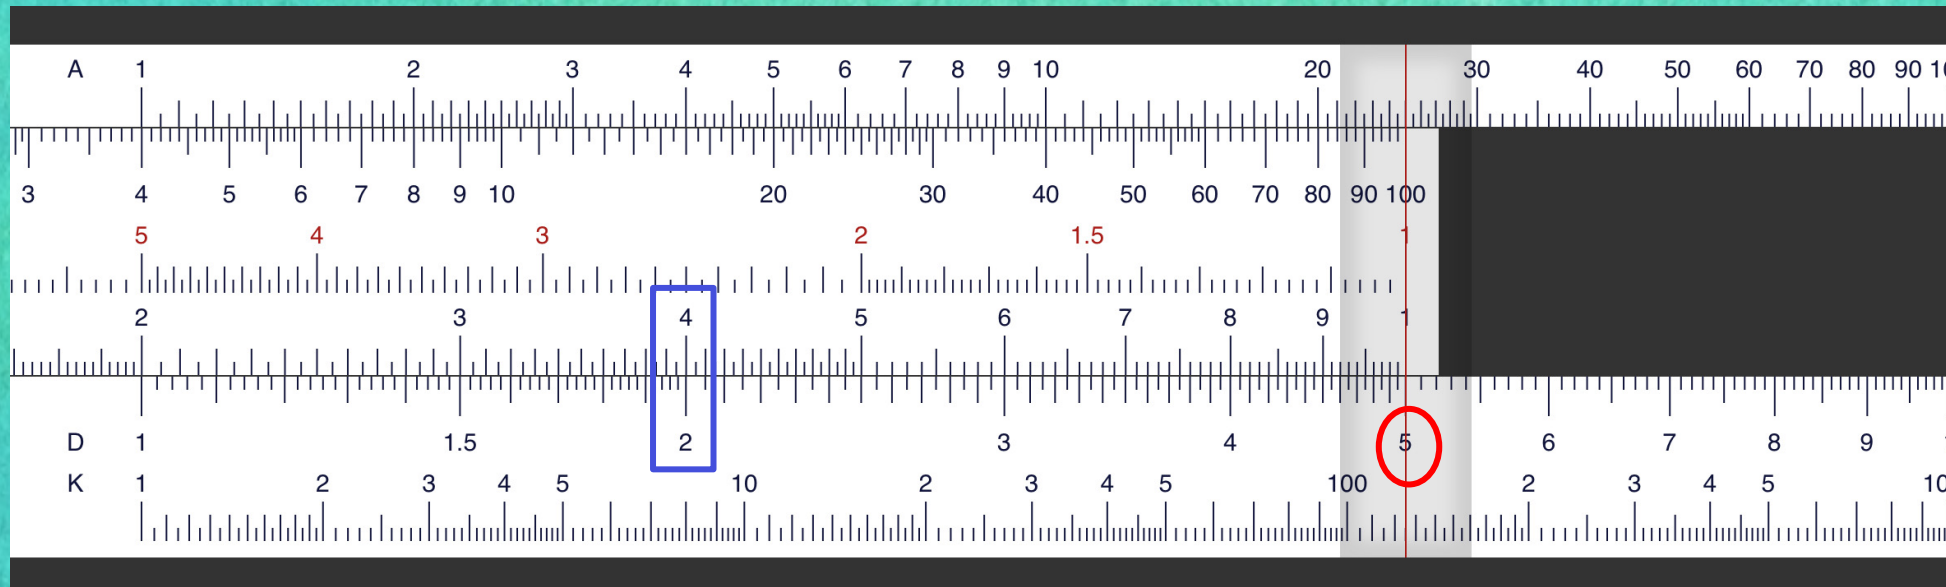 A 1 2 3 4 5 6 7 8 9 10 20 30 40 50 60 70 80 90
3 4 5 6 7 8 9 10 20 30 40 50 60 70 80 90 100
5 4 3 2 1.5 1
2 3 4 5 6 7 8 9 1
D 1 1.5 2 3 4 5 6 7 8 9
K 1 2 3 4 5 10 2 3 4 5 100 2 3 4 5